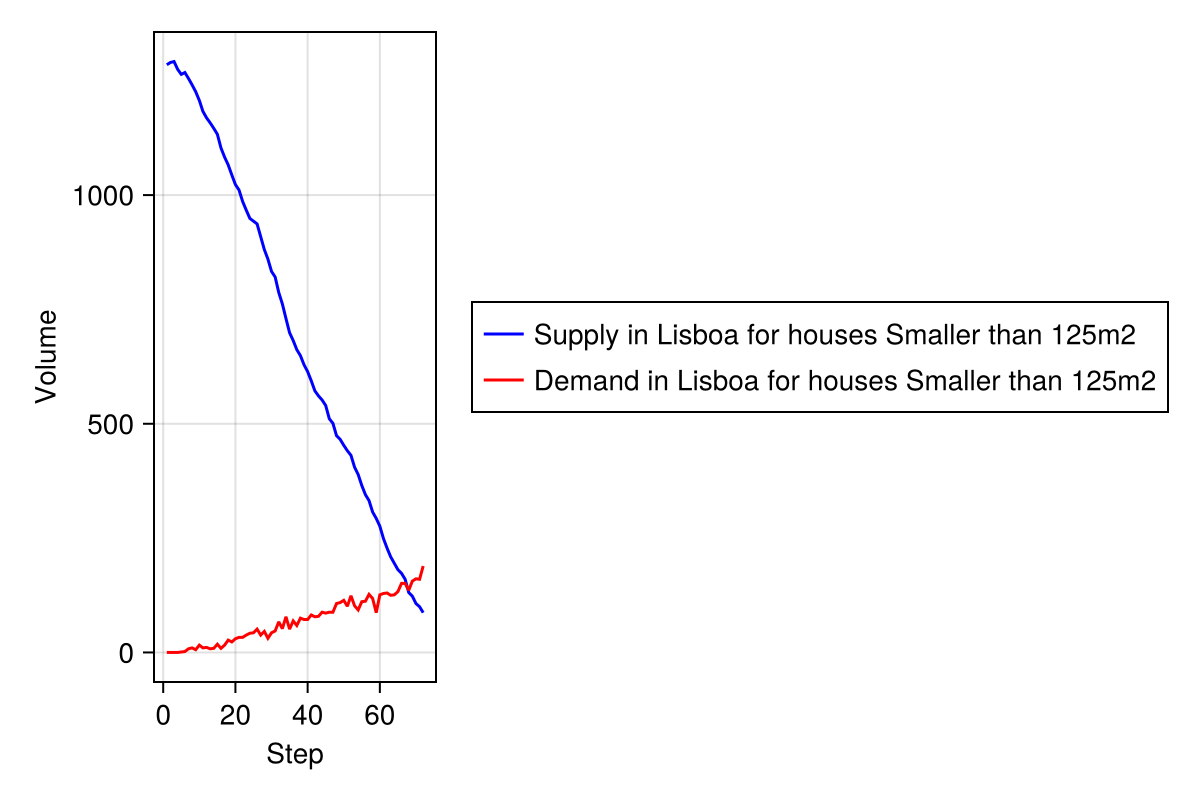 Volume
1000
500
0
0 20 40 60
Step
Supply in Lisboa for houses Smaller than 125m2
Demand in Lisboa for houses Smaller than 125m2